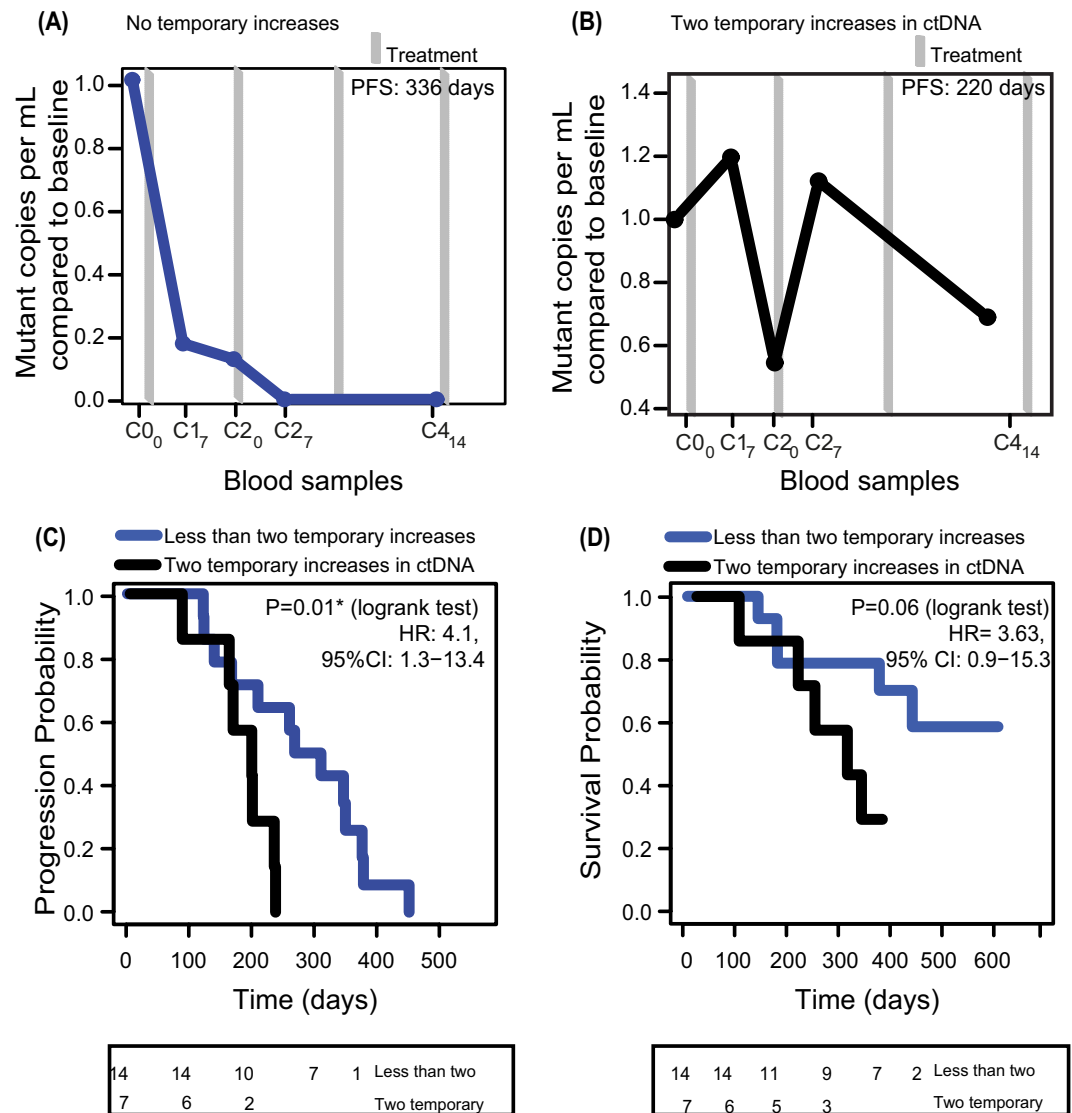 (A) No temporary increases
Treatment
PFS: 336 days
Mutant copies per mL
compared to baseline
1.0
0.8
0.6
0.4
0.2
0.0
C0₀ C1₇ C2₀ C2₇ C4₁₄
Blood samples
(B) Two temporary increases in ctDNA
Treatment
PFS: 220 days
Mutant copies per mL
compared to baseline
1.4
1.2
1.0
0.8
0.6
0.4
C0₀ C1₇ C2₀ C2₇ C4₁₄
Blood samples
(C) Less than two temporary increases
Two temporary increases in ctDNA
P=0.01* (logrank test)
HR: 4.1,
95%CI: 1.3−13.4
Progression Probability
1.0
0.8
0.6
0.4
0.2
0.0
0 100 200 300 400 500
Time (days)
14 14 10 7 1 Less than two
7 6 2 Two temporary
(D) Less than two temporary increases
Two temporary increases in ctDNA
P=0.06 (logrank test)
HR= 3.63,
95% CI: 0.9−15.3
Survival Probability
1.0
0.8
0.6
0.4
0.2
0.0
0 100 200 300 400 500 600
Time (days)
14 14 11 9 7 2 Less than two
7 6 5 3 Two temporary